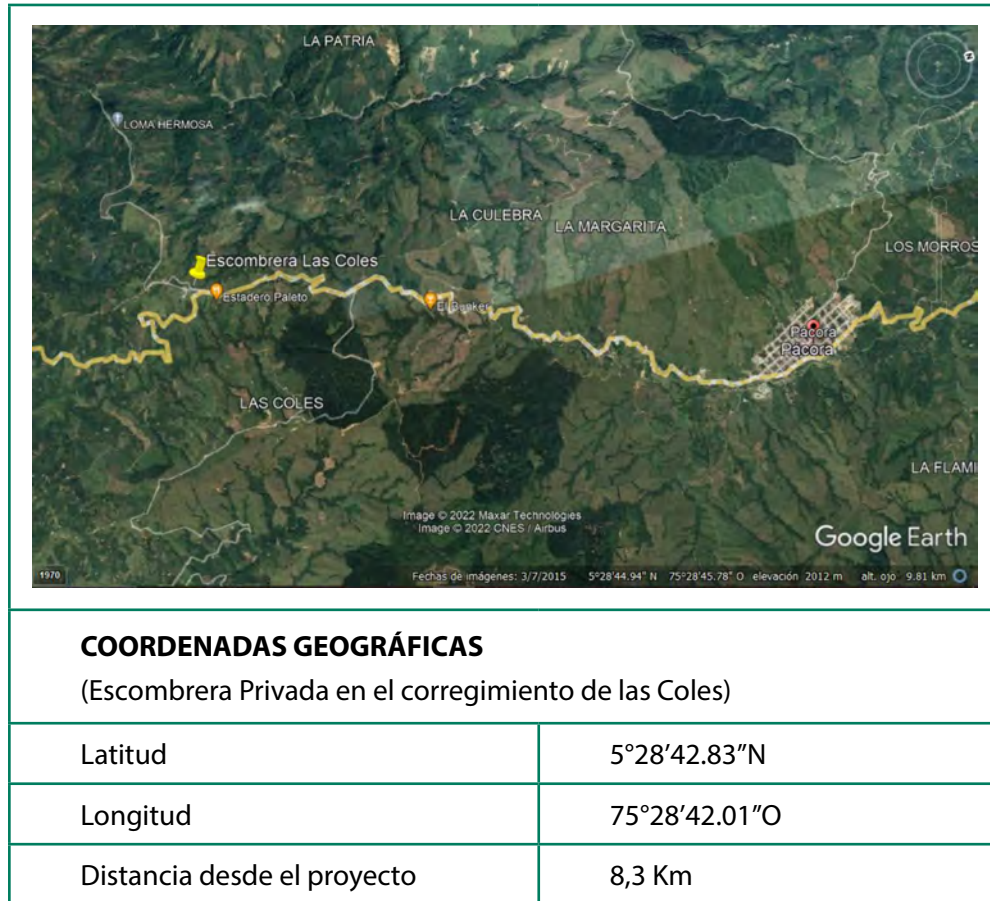 LA PATRIA
LOMA HERMOSA
LA CULEBRA
LA MARGARITA
LOS MORROS
Escombrera Las Coles
Estadero Paleto
El Banker
Pácora
Pácora
LAS COLES
LA FLAMI
Image © 2022 Maxar Technologies
Image © 2022 CNES / Airbus
Google Earth
1970
Fechas de imágenes: 3/7/2015 5°28'44.94" N 75°28'45.78" O elevación 2012 m alt. ojo 9.81 km
COORDENADAS GEOGRÁFICAS
(Escombrera Privada en el corregimiento de las Coles)
Latitud 5°28’42.83”N
Longitud 75°28’42.01”O
Distancia desde el proyecto 8,3 Km